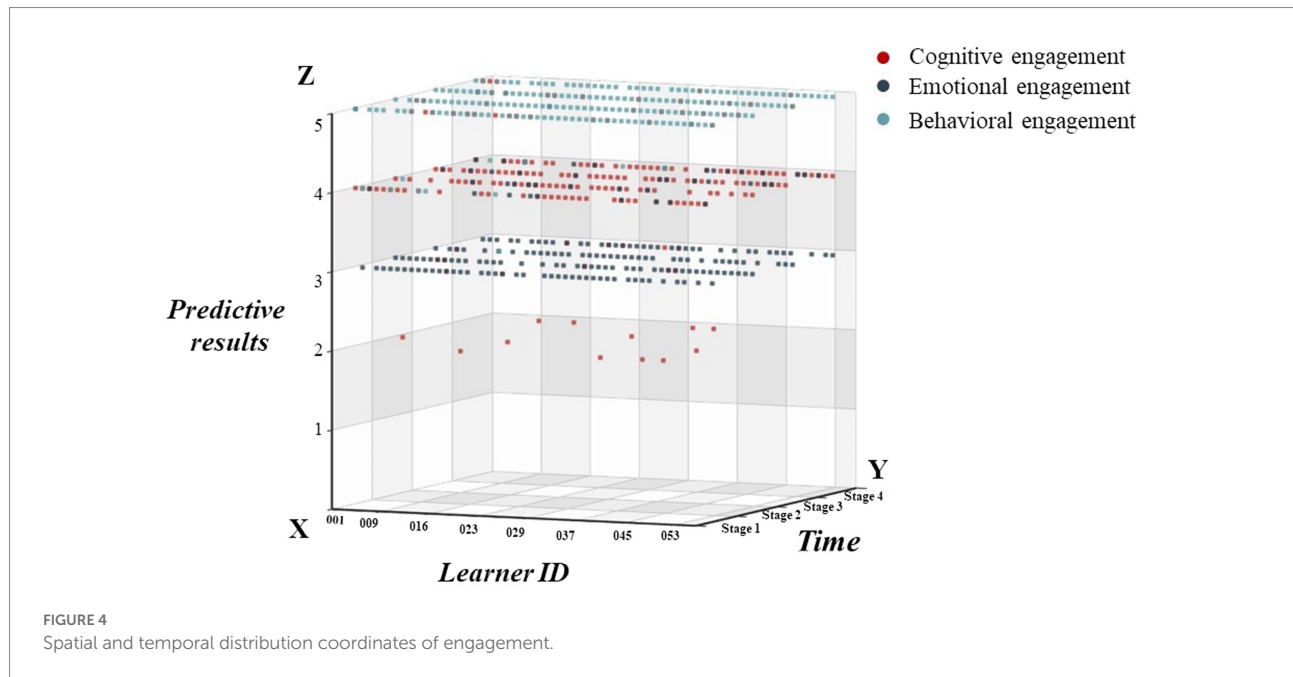 Z
Cognitive engagement
Emotional engagement
Behavioral engagement
5
4
3
Predictive
results
2
1
Y
X
001 009 016 023 029 037 045 053
Stage 1 Stage 2 Stage 3 Stage 4
Time
Learner ID
FIGURE 4
Spatial and temporal distribution coordinates of engagement.